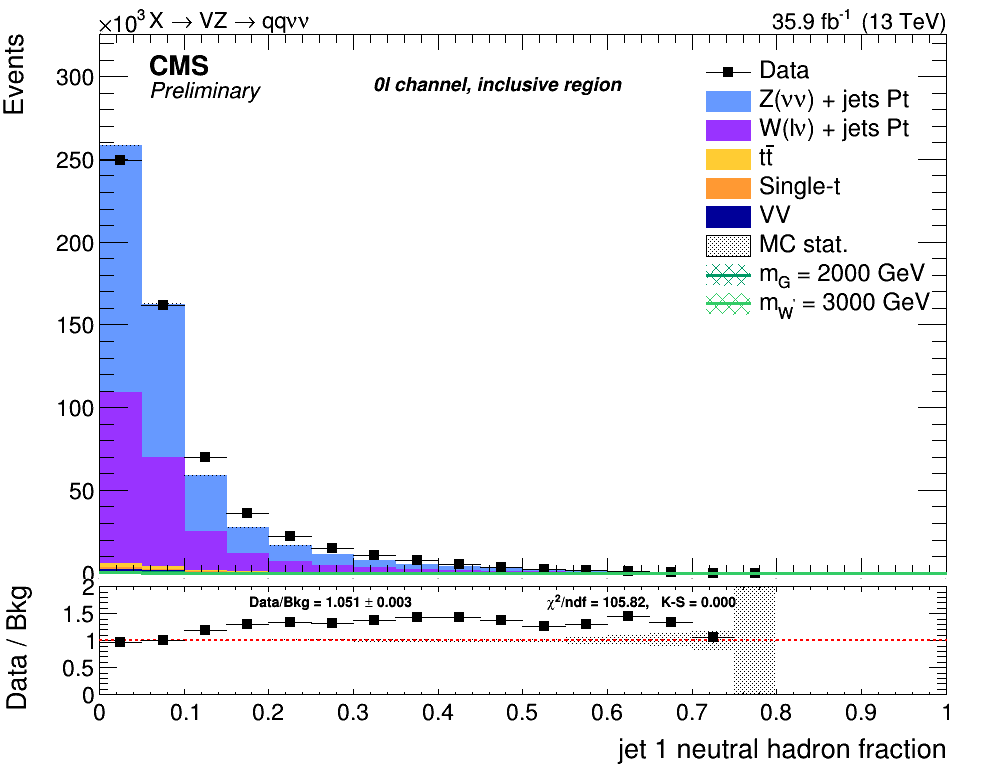 ×10³ X → VZ → qqνν 35.9 fb⁻¹ (13 TeV)
Events
CMS
Preliminary
0l channel, inclusive region
Data
Z(νν) + jets Pt
W(lν) + jets Pt
tt̄
Single-t
VV
MC stat.
m_G = 2000 GeV
m_W' = 3000 GeV
300
250
200
150
100
50
0
Data / Bkg
Data/Bkg = 1.051 ± 0.003 χ²/ndf = 105.82, K-S = 0.000
2
1.5
1
0.5
0
0 0.1 0.2 0.3 0.4 0.5 0.6 0.7 0.8 0.9 1
jet 1 neutral hadron fraction